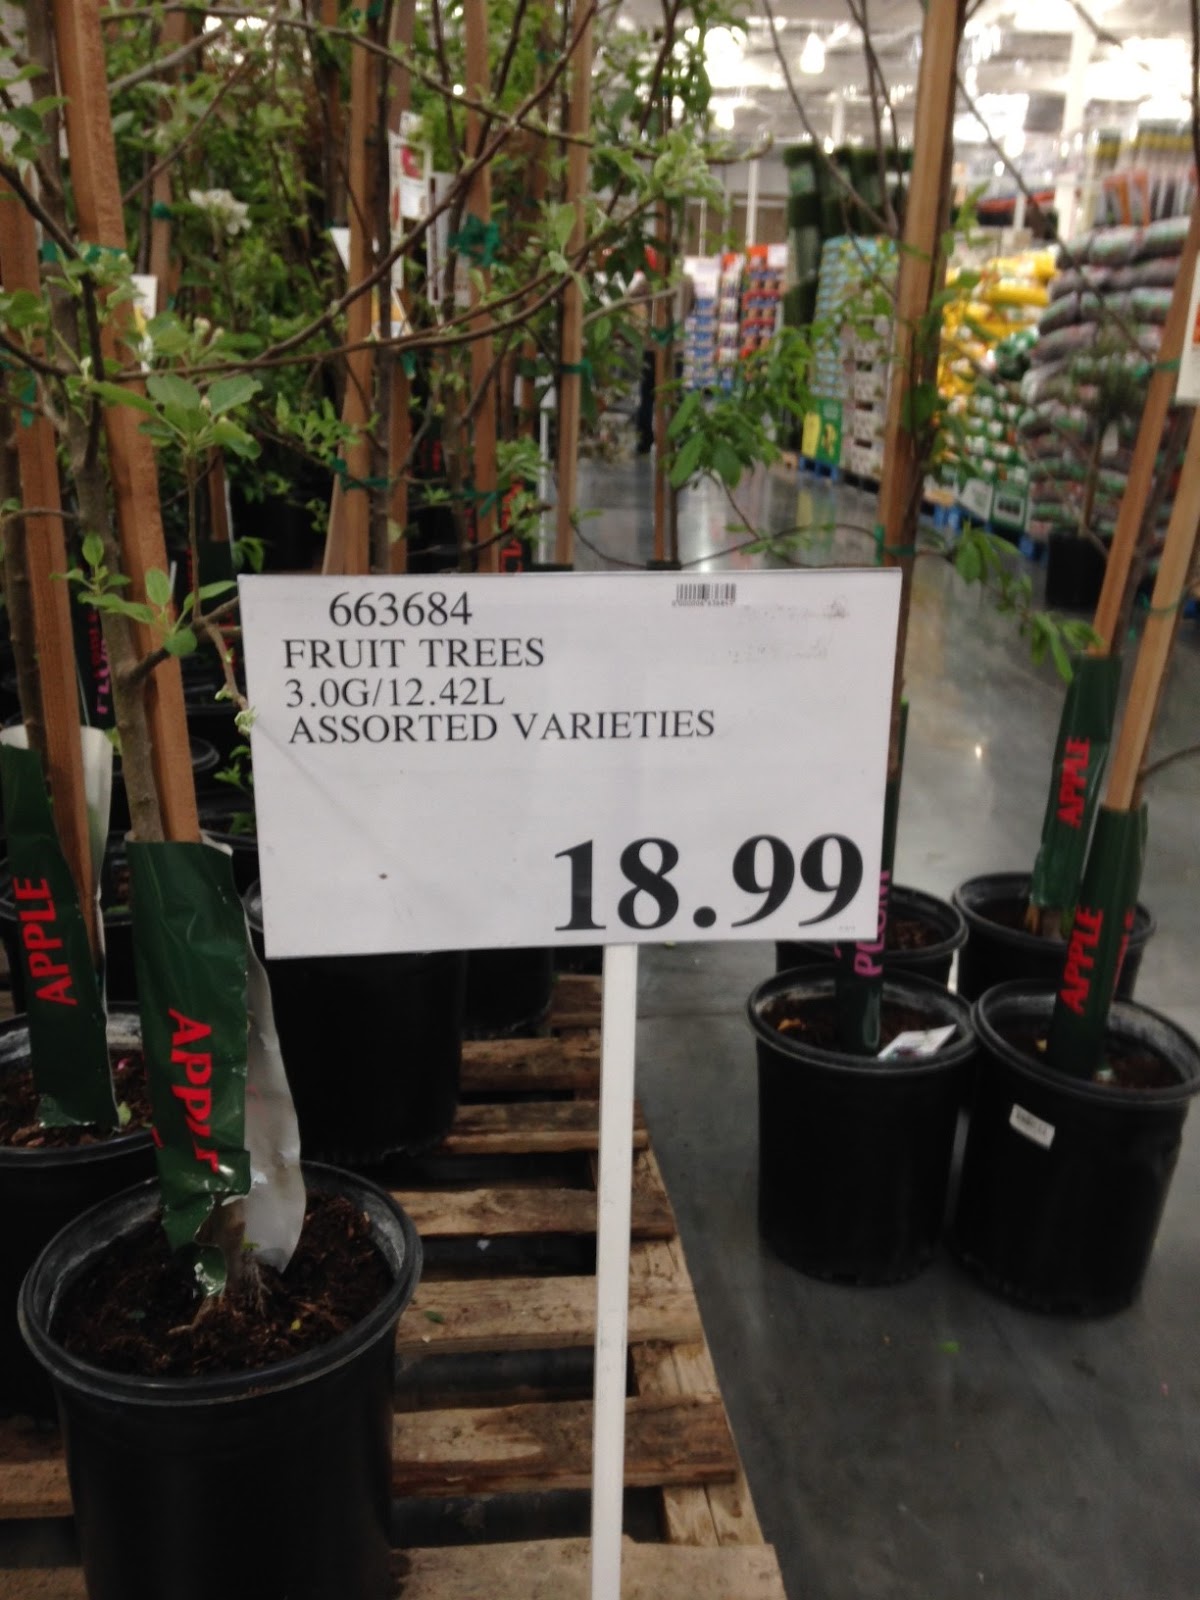 663684
FRUIT TREES
3.0G/12.42L
ASSORTED VARIETIES
18.99
APPLE
APPLE
PLUM
APPLE
APPLE